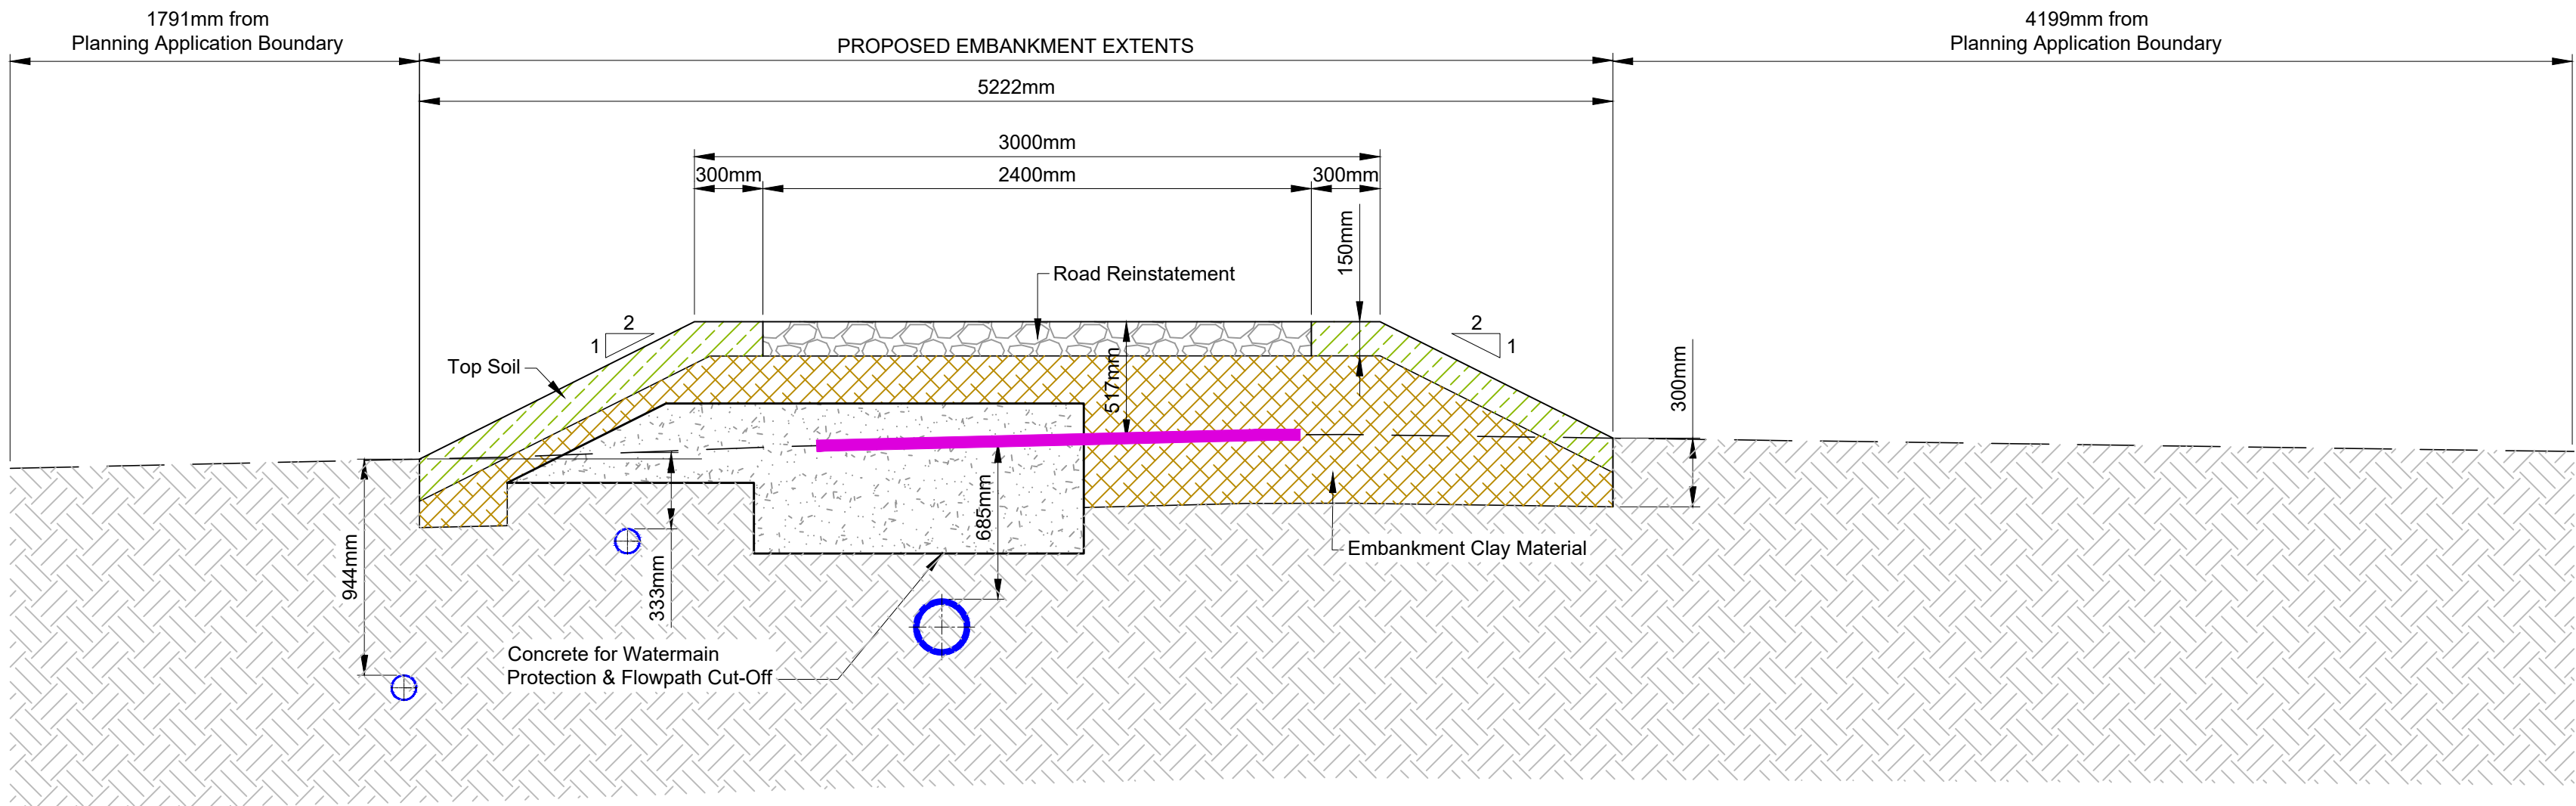 1791mm from
Planning Application Boundary
PROPOSED EMBANKMENT EXTENTS
4199mm from
Planning Application Boundary
5222mm
3000mm
300mm
2400mm
300mm
150mm
Road Reinstatement
2
1
2
1
Top Soil
517mm
300mm
685mm
944mm
333mm
Embankment Clay Material
Concrete for Watermain
Protection & Flowpath Cut-Off